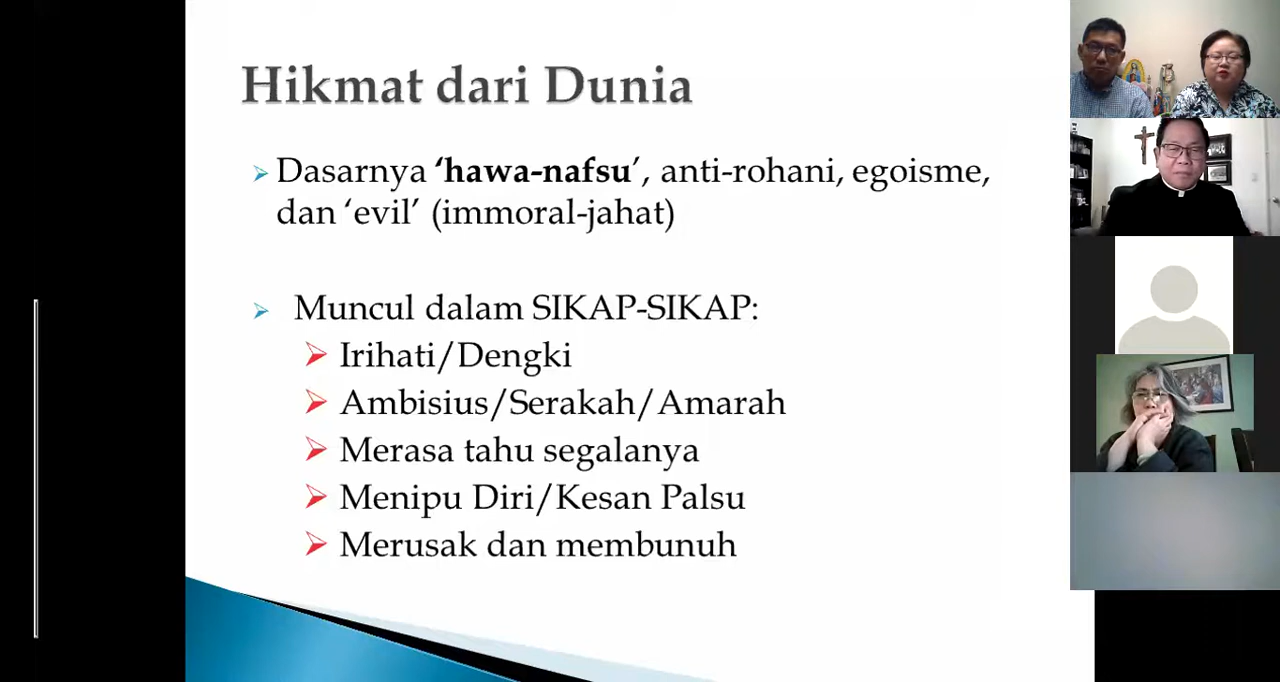 Hikmat dari Dunia
Dasarnya ‘hawa-nafsu’, anti-rohani, egoisme,
dan ‘evil’ (immoral-jahat)
Muncul dalam SIKAP-SIKAP:
Irihati/Dengki
Ambisius/Serakah/Amarah
Merasa tahu segalanya
Menipu Diri/Kesan Palsu
Merusak dan membunuh